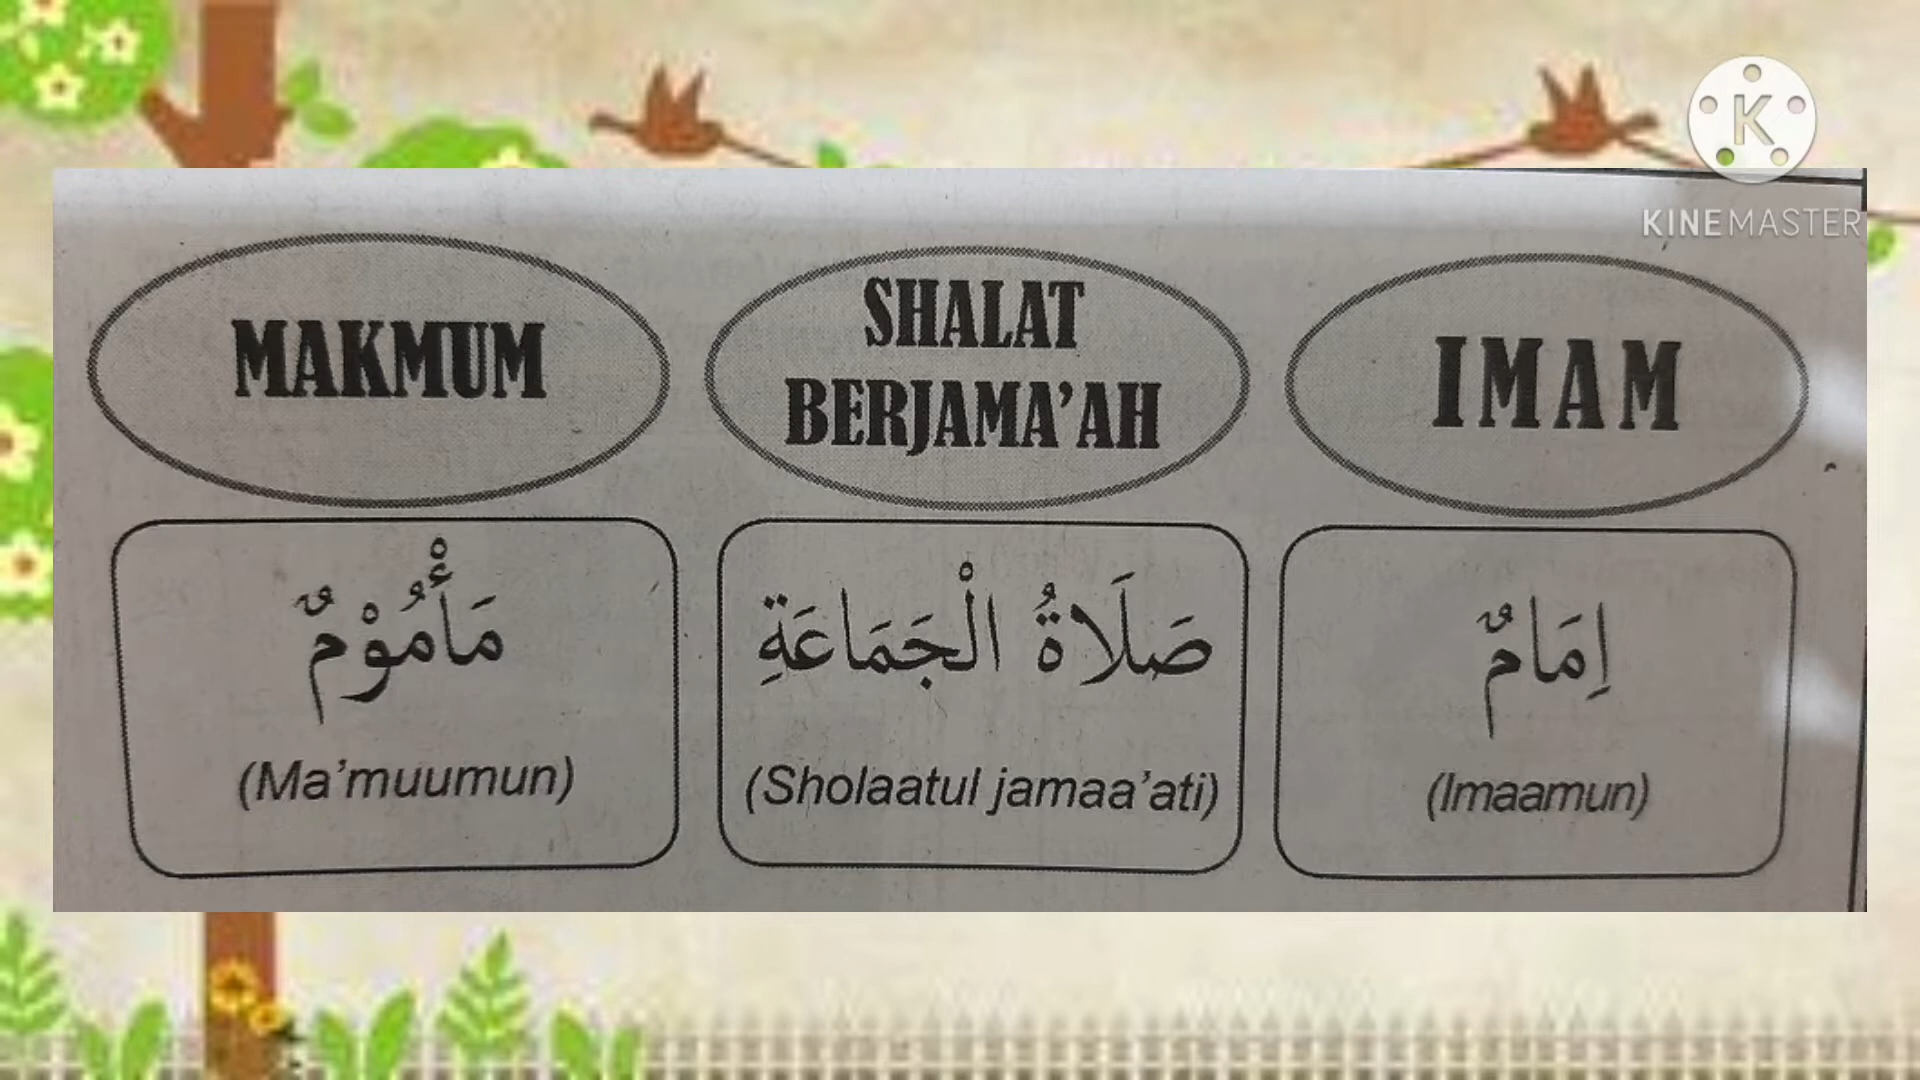 K
KINEMASTER
MAKMUM
SHALAT
BERJAMA’AH
IMAM
مَأْمُوْمٌ
صَلَاةُ الْجَمَاعَةِ
اِمَامٌ
(Ma’muumun)
(Sholaatul jamaa’ati)
(Imaamun)